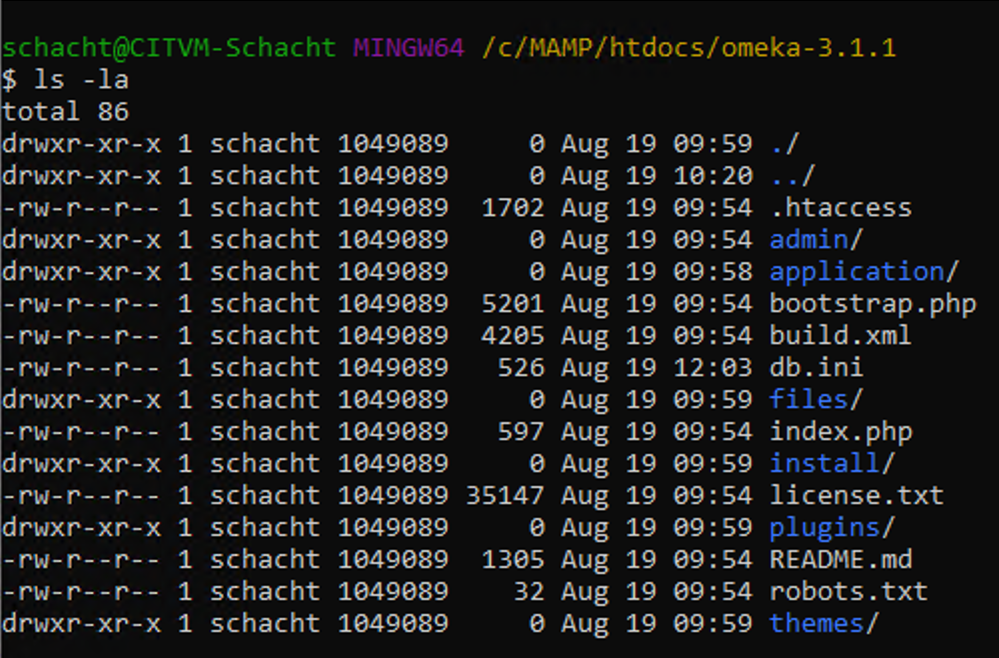 schacht@CITVM-Schacht MINGW64 /c/MAMP/htdocs/omeka-3.1.1
$ ls -la
total 86
drwxr-xr-x 1 schacht 1049089     0 Aug 19 09:59 ./
drwxr-xr-x 1 schacht 1049089     0 Aug 19 10:20 ../
-rw-r--r-- 1 schacht 1049089  1702 Aug 19 09:54 .htaccess
drwxr-xr-x 1 schacht 1049089     0 Aug 19 09:54 admin/
drwxr-xr-x 1 schacht 1049089     0 Aug 19 09:58 application/
-rw-r--r-- 1 schacht 1049089  5201 Aug 19 09:54 bootstrap.php
-rw-r--r-- 1 schacht 1049089  4205 Aug 19 09:54 build.xml
-rw-r--r-- 1 schacht 1049089   526 Aug 19 12:03 db.ini
drwxr-xr-x 1 schacht 1049089     0 Aug 19 09:59 files/
-rw-r--r-- 1 schacht 1049089   597 Aug 19 09:54 index.php
drwxr-xr-x 1 schacht 1049089     0 Aug 19 09:59 install/
-rw-r--r-- 1 schacht 1049089 35147 Aug 19 09:54 license.txt
drwxr-xr-x 1 schacht 1049089     0 Aug 19 09:59 plugins/
-rw-r--r-- 1 schacht 1049089  1305 Aug 19 09:54 README.md
-rw-r--r-- 1 schacht 1049089    32 Aug 19 09:54 robots.txt
drwxr-xr-x 1 schacht 1049089     0 Aug 19 09:59 themes/